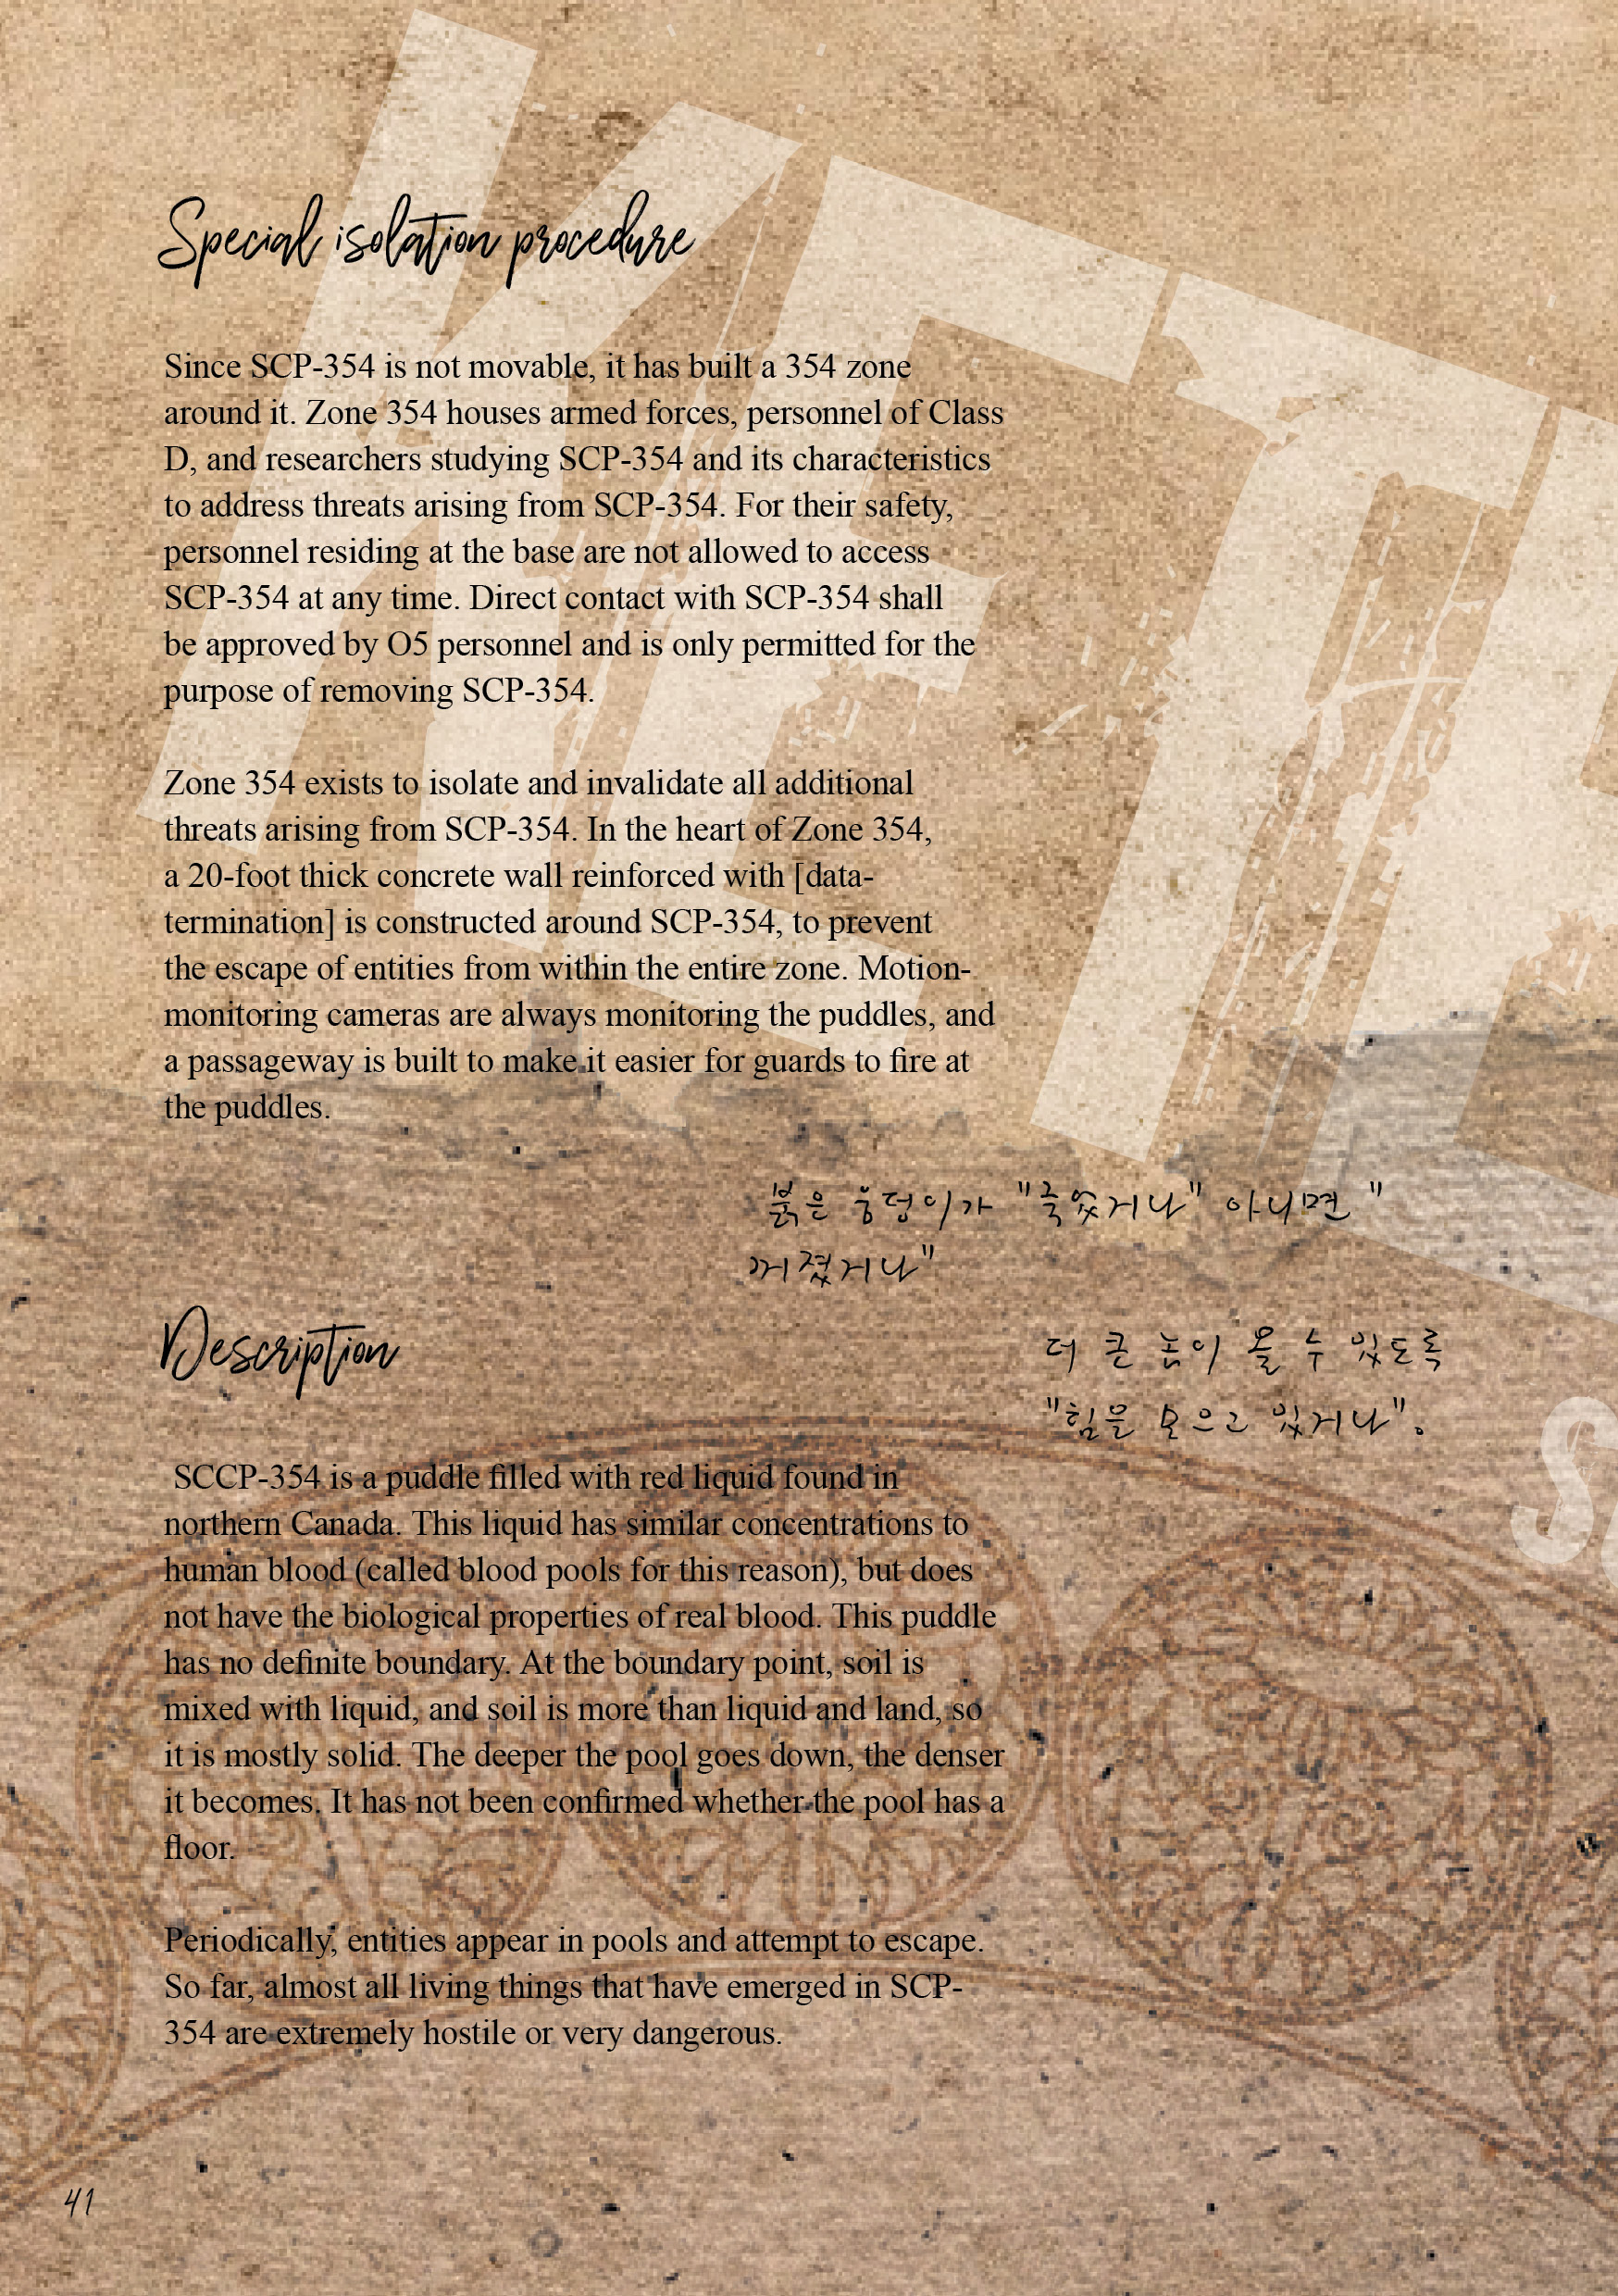 KETE
Special isolation procedure
Since SCP-354 is not movable, it has built a 354 zone
around it. Zone 354 houses armed forces, personnel of Class
D, and researchers studying SCP-354 and its characteristics
to address threats arising from SCP-354. For their safety,
personnel residing at the base are not allowed to access
SCP-354 at any time. Direct contact with SCP-354 shall
be approved by O5 personnel and is only permitted for the
purpose of removing SCP-354.
Zone 354 exists to isolate and invalidate all additional
threats arising from SCP-354. In the heart of Zone 354,
a 20-foot thick concrete wall reinforced with [data-
termination] is constructed around SCP-354, to prevent
the escape of entities from within the entire zone. Motion-
monitoring cameras are always monitoring the puddles, and
a passageway is built to make it easier for guards to fire at
the puddles.
붉은 웅덩이가 "죽었거나" 아니면 "
꺼졌거나"
더 큰 놈이 올 수 있도록
"힘을 모으고 있거나".
Description
SCCP-354 is a puddle filled with red liquid found in
northern Canada. This liquid has similar concentrations to
human blood (called blood pools for this reason), but does
not have the biological properties of real blood. This puddle
has no definite boundary. At the boundary point, soil is
mixed with liquid, and soil is more than liquid and land, so
it is mostly solid. The deeper the pool goes down, the denser
it becomes. It has not been confirmed whether the pool has a
floor.
Periodically, entities appear in pools and attempt to escape.
So far, almost all living things that have emerged in SCP-
354 are extremely hostile or very dangerous.
41